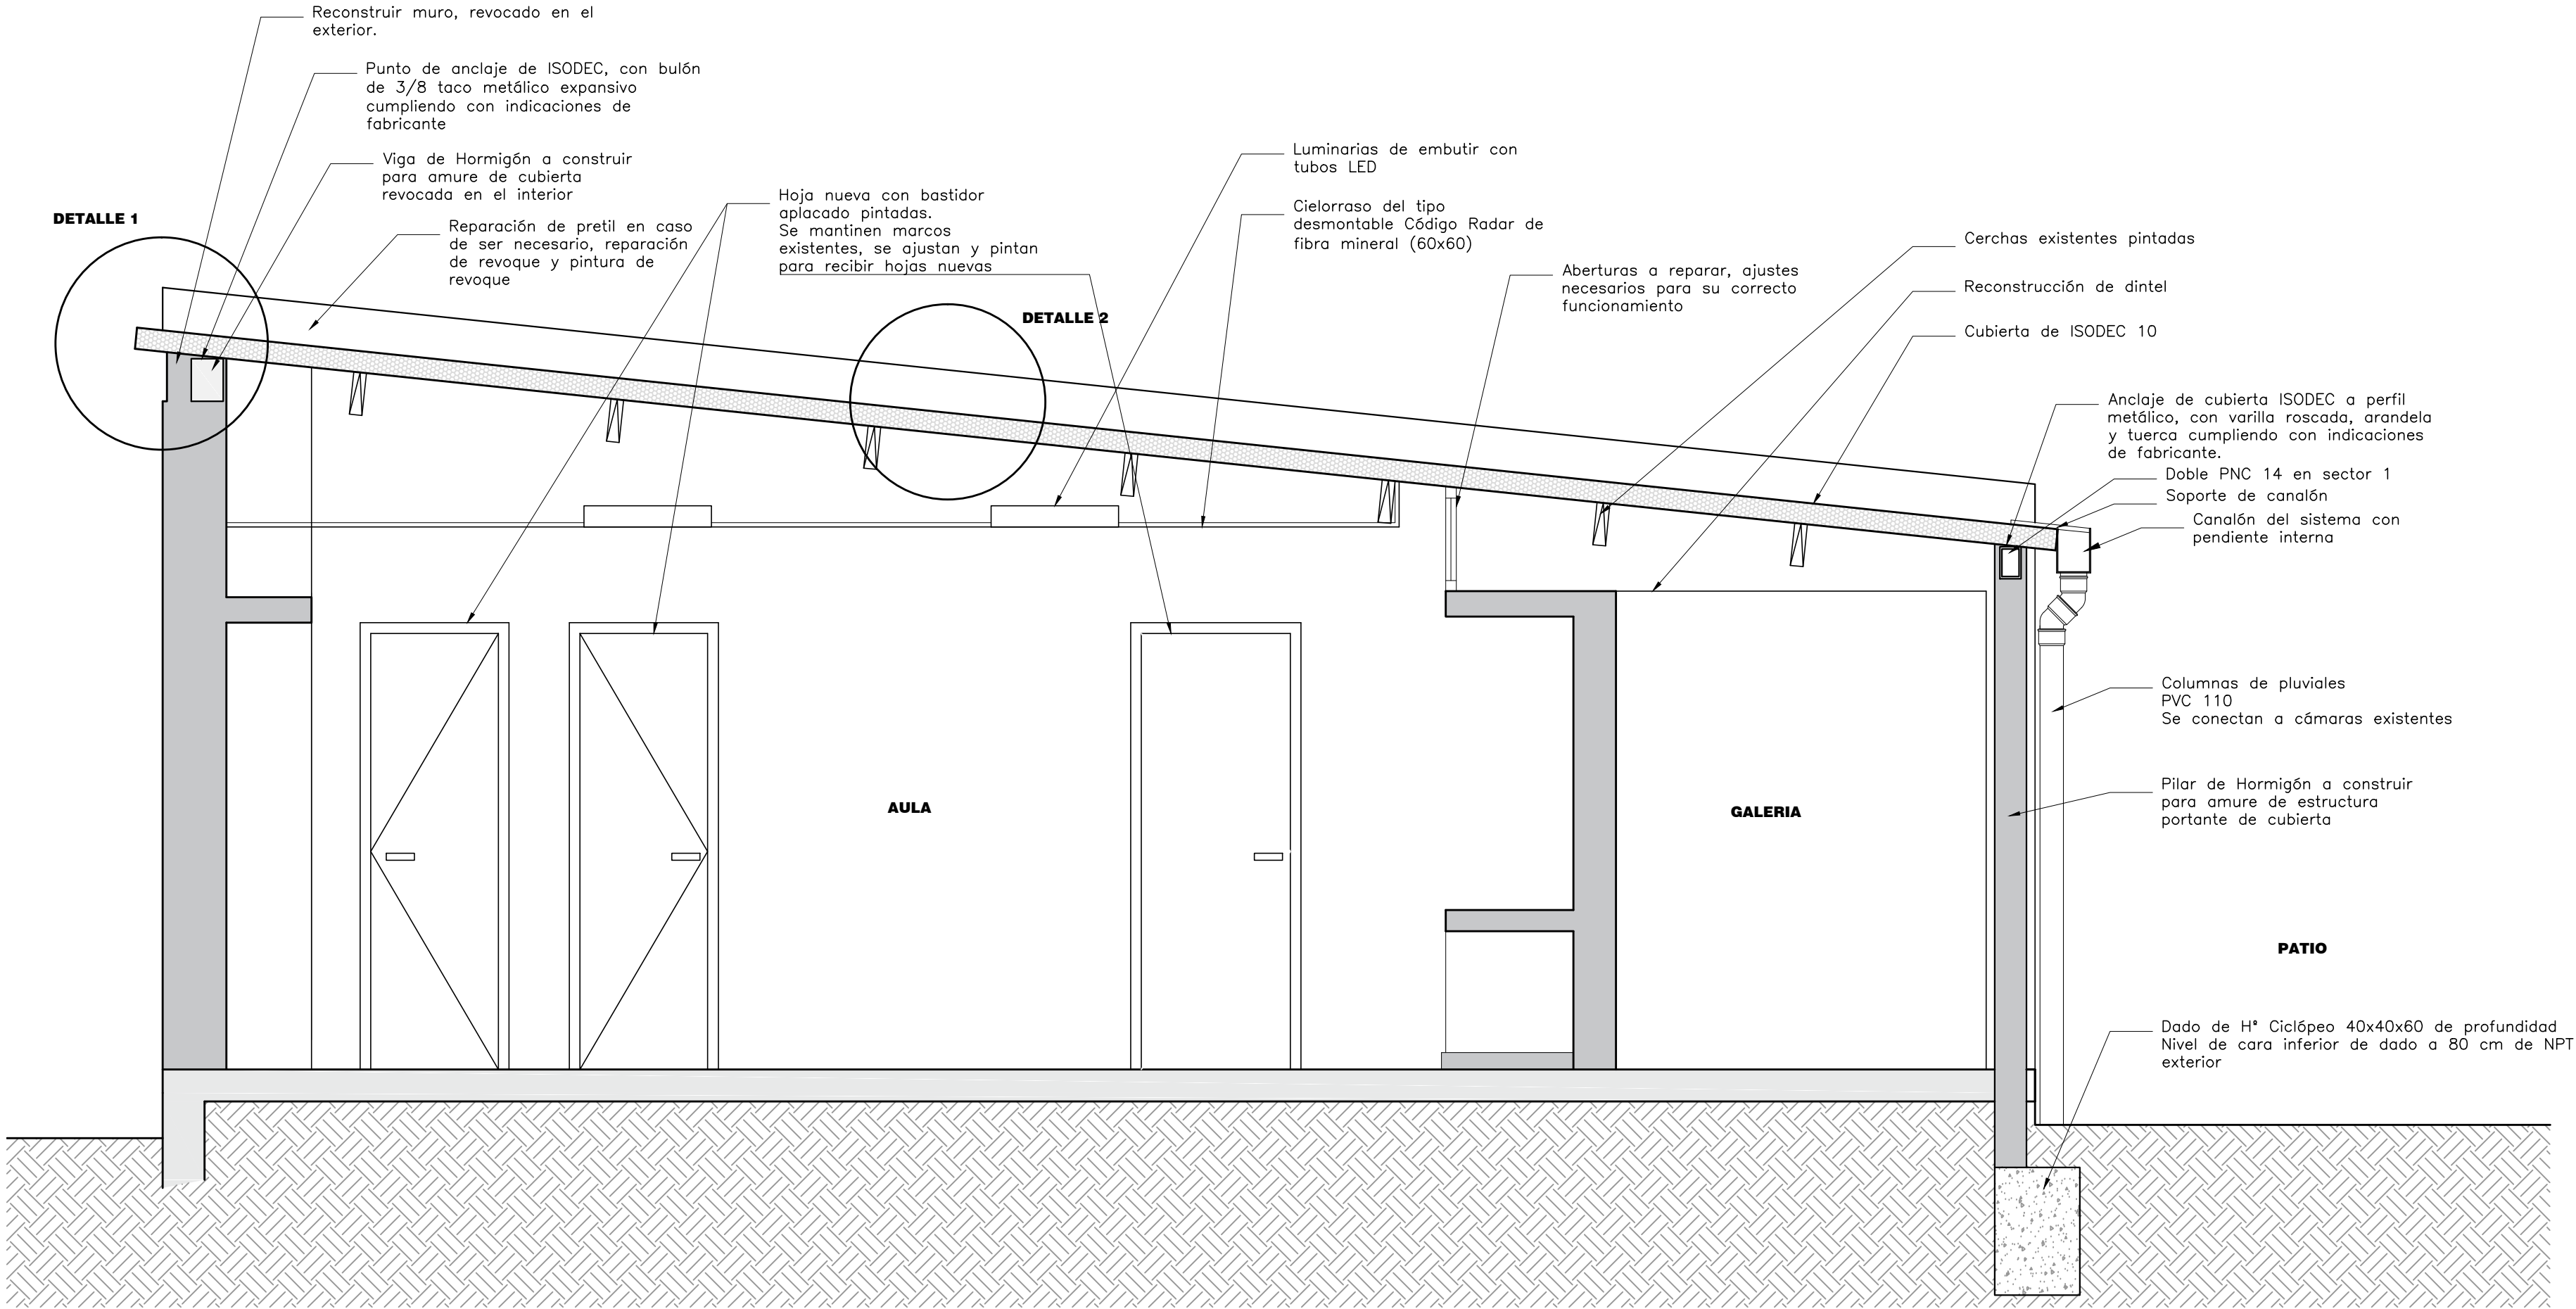 Reconstruir muro, revocado en el
exterior.
Punto de anclaje de ISODEC, con bulón
de 3/8 taco metálico expansivo
cumpliendo con indicaciones de
fabricante
Viga de Hormigón a construir
para amure de cubierta
revocada en el interior
DETALLE 1
Reparación de pretil en caso
de ser necesario, reparación
de revoque y pintura de
revoque
Hoja nueva con bastidor
aplacado pintadas.
Se mantinen marcos
existentes, se ajustan y pintan
para recibir hojas nuevas
DETALLE 2
Luminarias de embutir con
tubos LED
Cielorraso del tipo
desmontable Código Radar de
fibra mineral (60x60)
Aberturas a reparar, ajustes
necesarios para su correcto
funcionamiento
Cerchas existentes pintadas
Reconstrucción de dintel
Cubierta de ISODEC 10
Anclaje de cubierta ISODEC a perfil
metálico, con varilla roscada, arandela
y tuerca cumpliendo con indicaciones
de fabricante.
Doble PNC 14 en sector 1
Soporte de canalón
Canalón del sistema con
pendiente interna
Columnas de pluviales
PVC 110
Se conectan a cámaras existentes
Pilar de Hormigón a construir
para amure de estructura
portante de cubierta
AULA
GALERIA
PATIO
Dado de Hº Ciclópeo 40x40x60 de profundidad
Nivel de cara inferior de dado a 80 cm de NPT
exterior